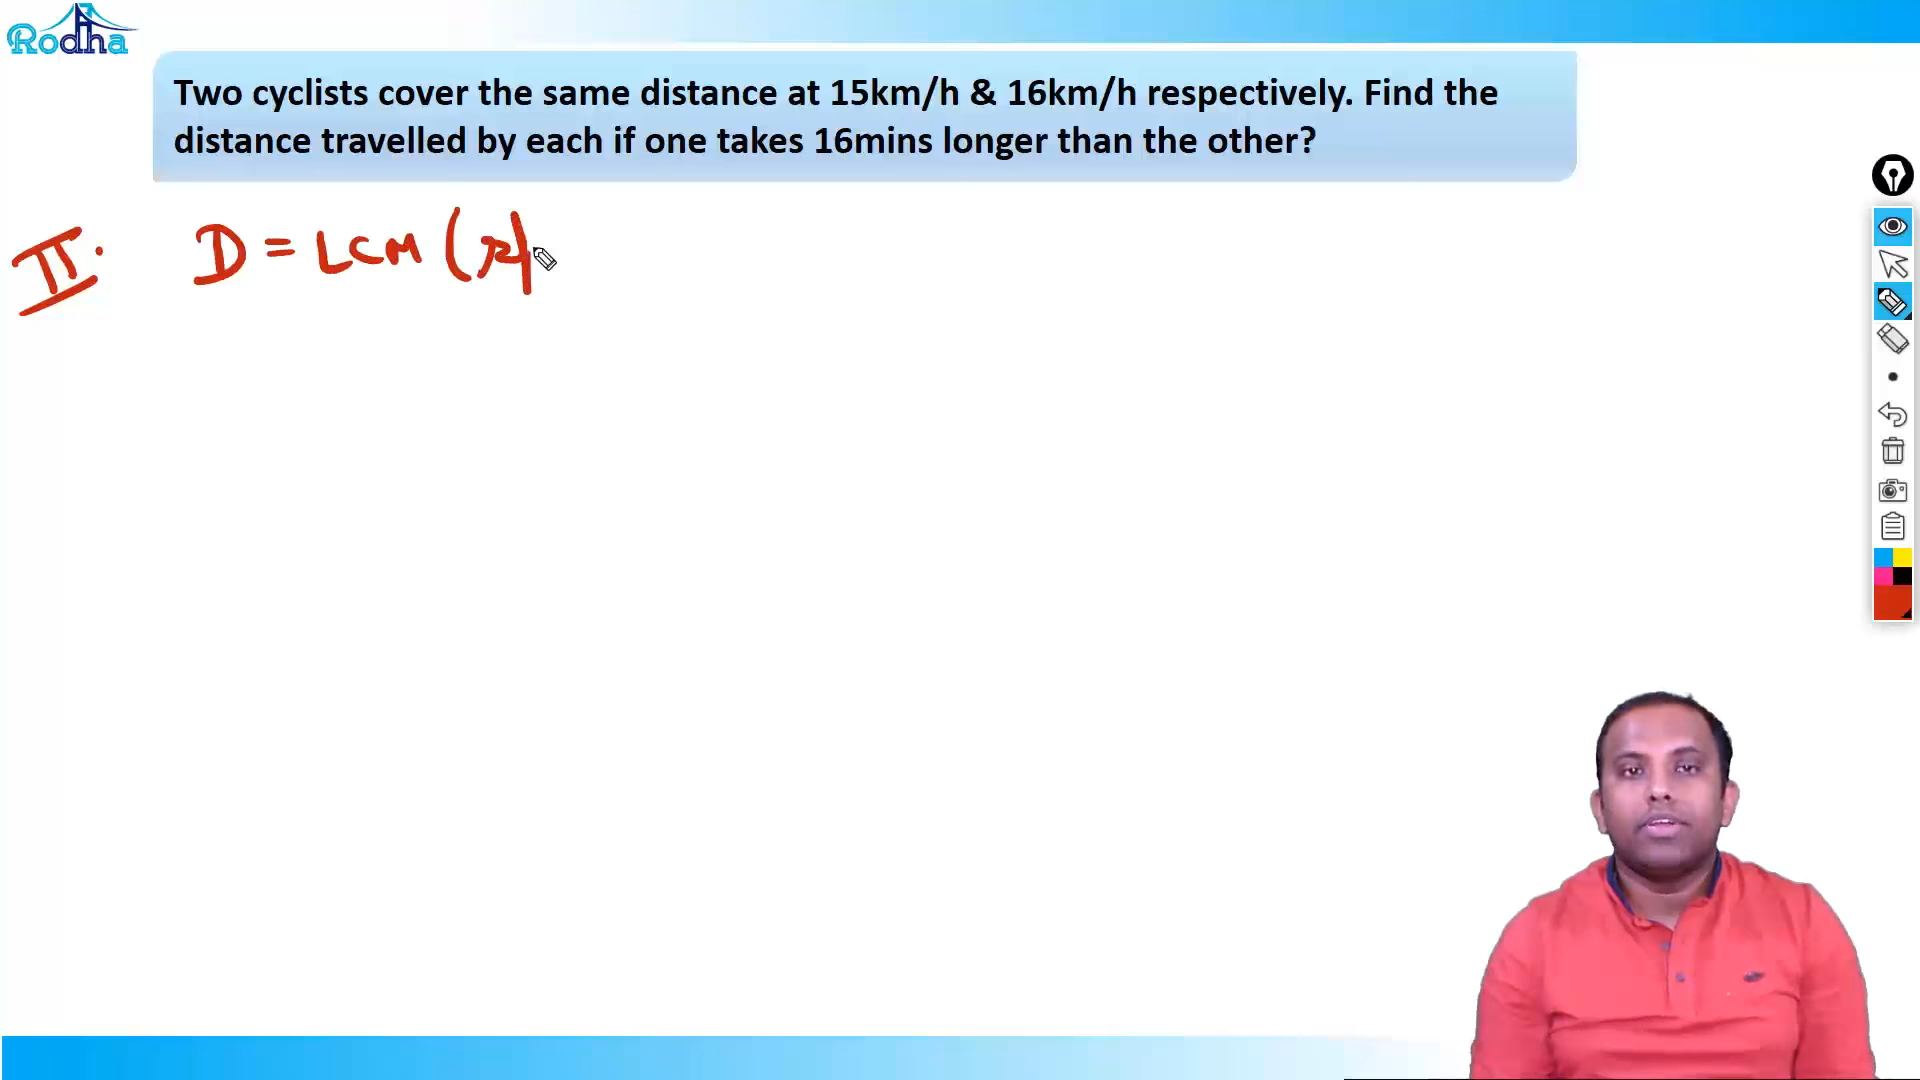 Rodha
Two cyclists cover the same distance at 15km/h & 16km/h respectively. Find the
distance travelled by each if one takes 16mins longer than the other?
II. D = LCM (